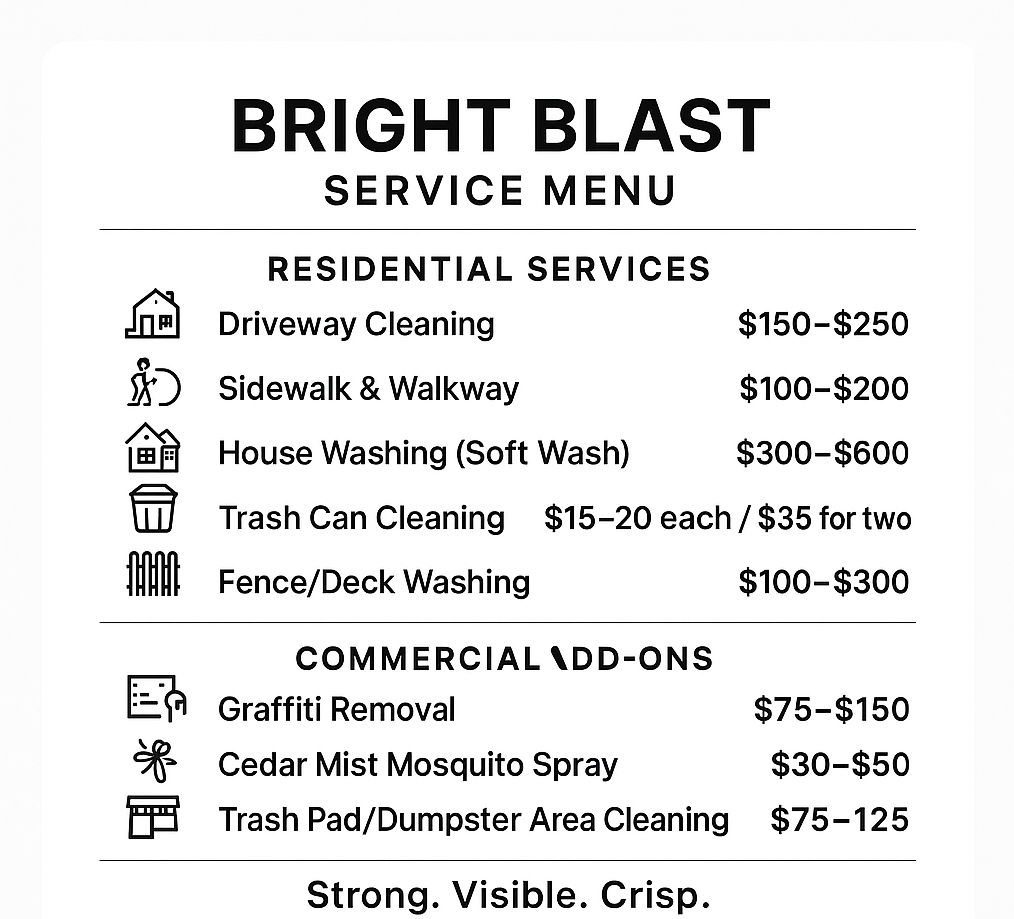 BRIGHT BLAST
SERVICE MENU
RESIDENTIAL SERVICES
Driveway Cleaning $150–$250
Sidewalk & Walkway $100–$200
House Washing (Soft Wash) $300–$600
Trash Can Cleaning $15–20 each / $35 for two
Fence/Deck Washing $100–$300
COMMERCIAL \DD-ONS
Graffiti Removal $75–$150
Cedar Mist Mosquito Spray $30–$50
Trash Pad/Dumpster Area Cleaning $75–125
Strong. Visible. Crisp.